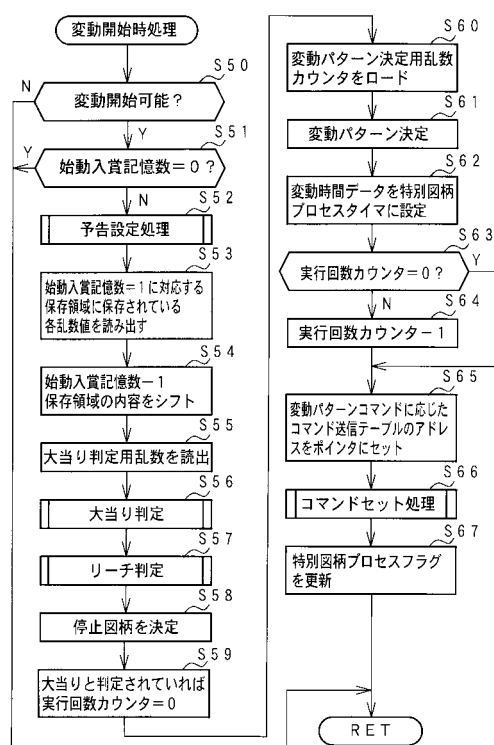 変動開始時処理
S50
N
変動開始可能？
Y
S51
Y
始動入賞記憶数＝0？
N
S52
予告設定処理
S53
始動入賞記憶数＝1に対応する
保存領域に保存されている
各乱数値を読み出す
S54
始動入賞記憶数－1
保存領域の内容をシフト
S55
大当り判定用乱数を読出
S56
大当り判定
S57
リーチ判定
S58
停止図柄を決定
S59
大当りと判定されていれば
実行回数カウンタ＝0
S60
変動パターン決定用乱数
カウンタをロード
S61
変動パターン決定
S62
変動時間データを特別図柄
プロセスタイマに設定
S63
実行回数カウンタ＝0？
Y
N
S64
実行回数カウンタ－1
S65
変動パターンコマンドに応じた
コマンド送信テーブルのアドレ
スをポインタにセット
S66
コマンドセット処理
S67
特別図柄プロセスフラグ
を更新
RET